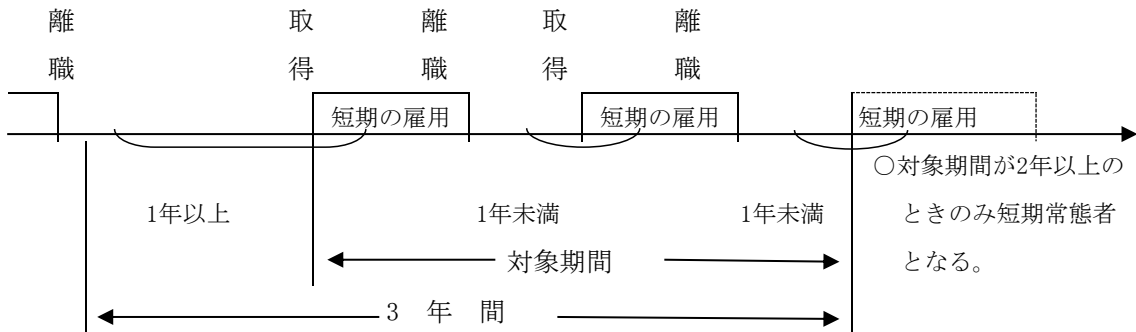 離職
取得
離職
取得
離職
短期の雇用
短期の雇用
短期の雇用
○対象期間が2年以上の
ときのみ短期常態者
となる。
1年以上
1年未満
1年未満
対象期間
3 年 間